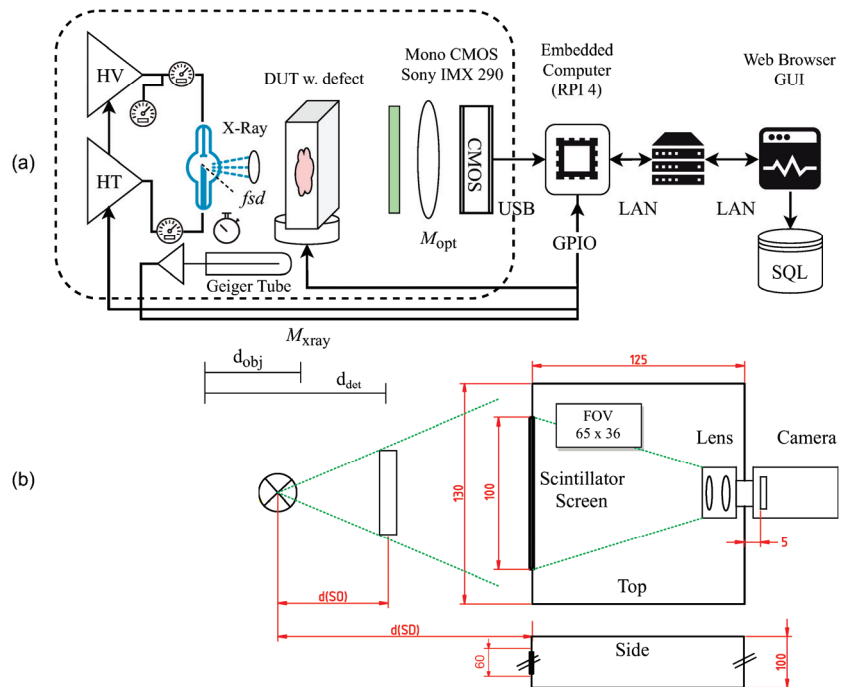 (a)
HV
HT
X-Ray
fsd
DUT w. defect
Mono CMOS
Sony IMX 290
M_opt
CMOS
USB
Embedded
Computer
(RPI 4)
GPIO
LAN
LAN
Web Browser
GUI
SQL
Geiger Tube
M_xray
d_obj
d_det
(b)
125
130
100
FOV
65 x 36
Scintillator
Screen
Lens
Camera
5
Top
d(SO)
d(SD)
60
Side
100